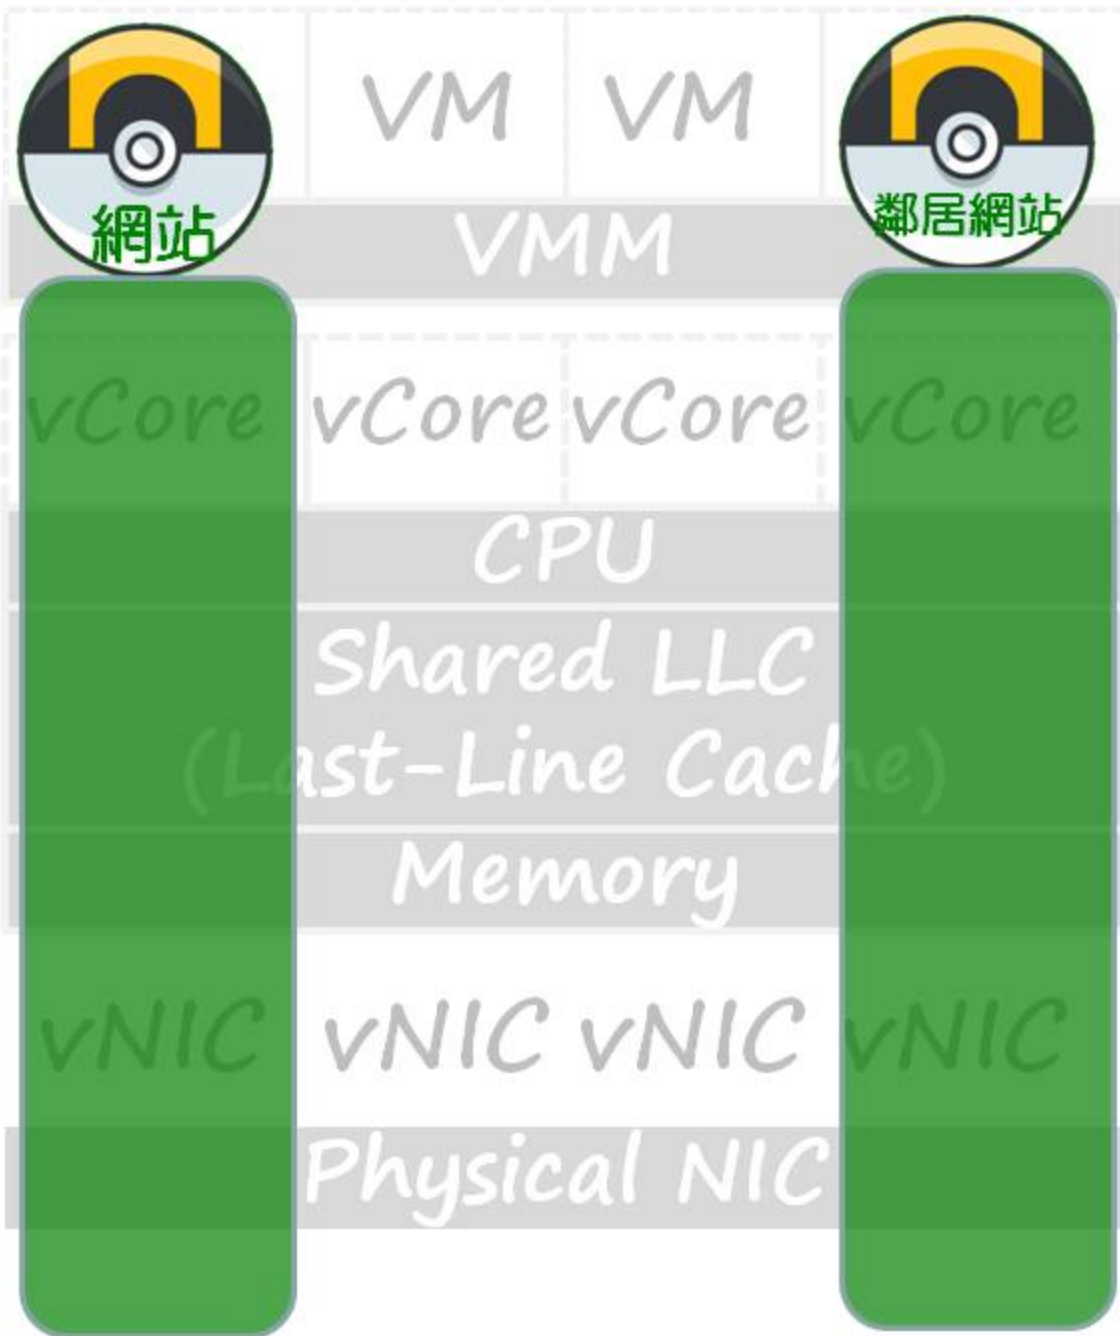 VM VM
網站 VMM 鄰居網站
vCore vCore vCore vCore
CPU
Shared LLC
(Last-Line Cache)
Memory
vNIC vNIC vNIC vNIC
Physical NIC